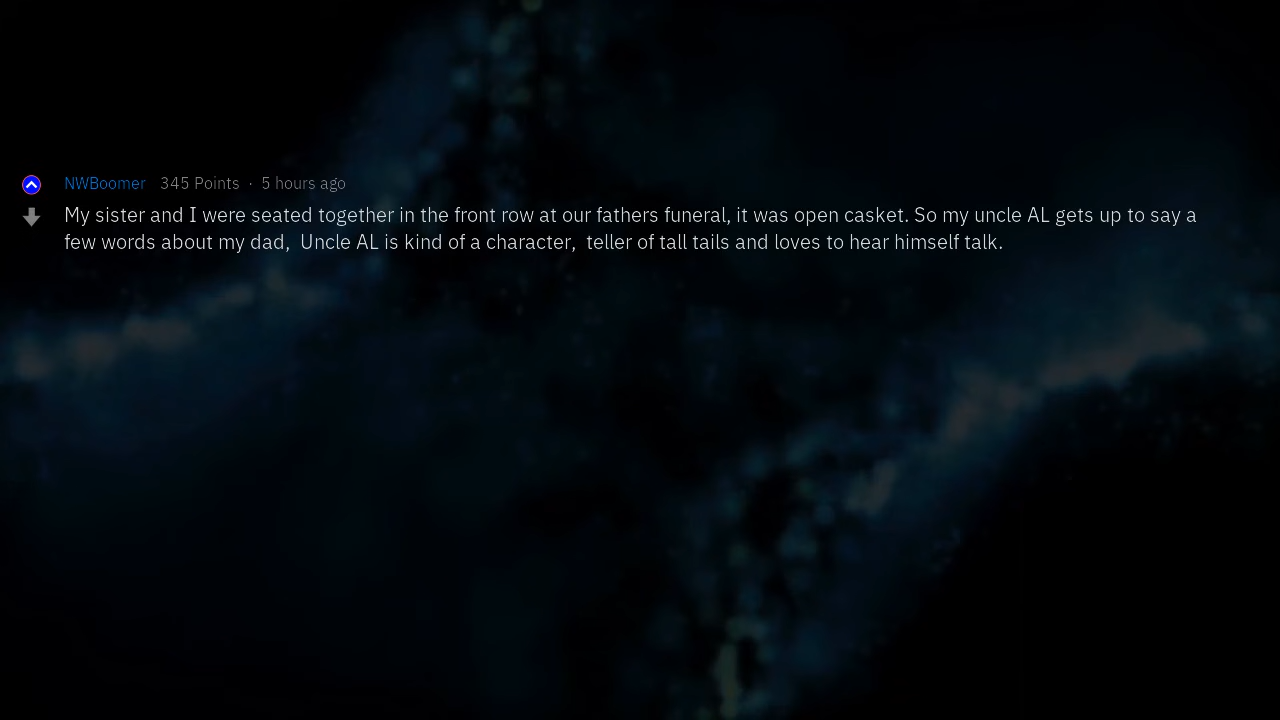 NWBoomer 345 Points · 5 hours ago
My sister and I were seated together in the front row at our fathers funeral, it was open casket. So my uncle AL gets up to say a
few words about my dad,  Uncle AL is kind of a character,  teller of tall tails and loves to hear himself talk.